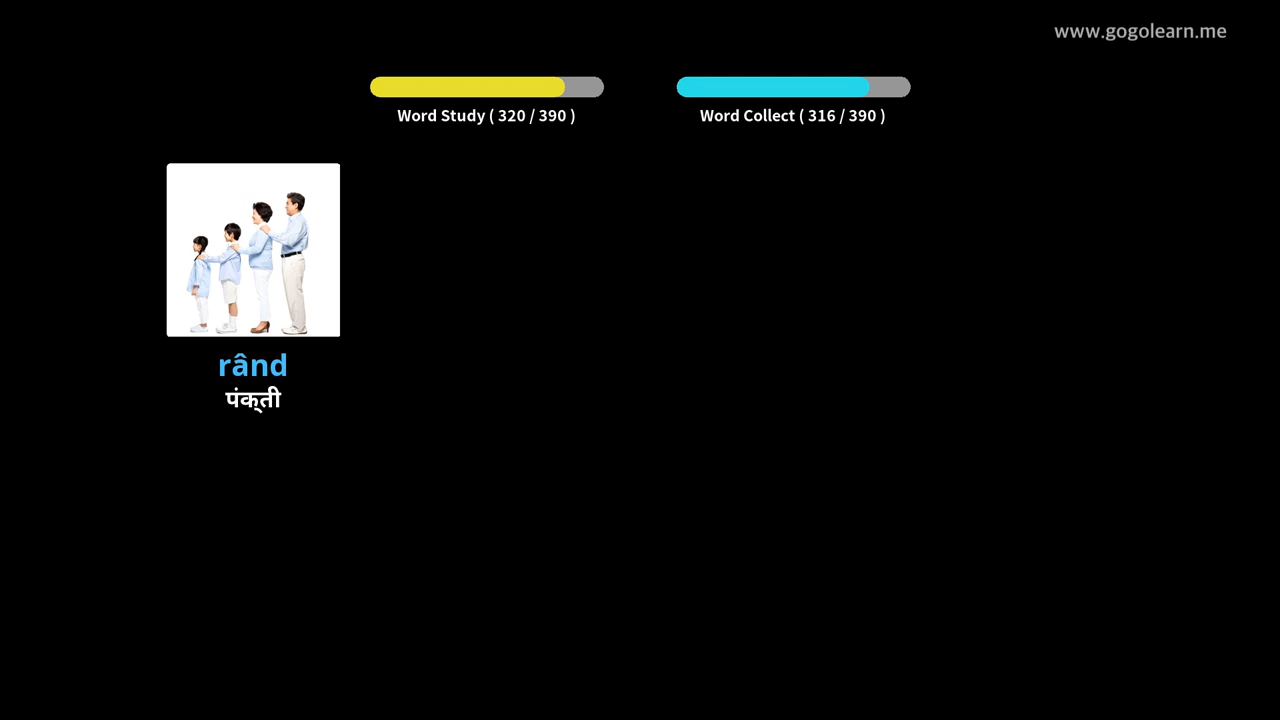 www.gogolearn.me
Word Study ( 320 / 390 )
Word Collect ( 316 / 390 )
rând
पंक्ती